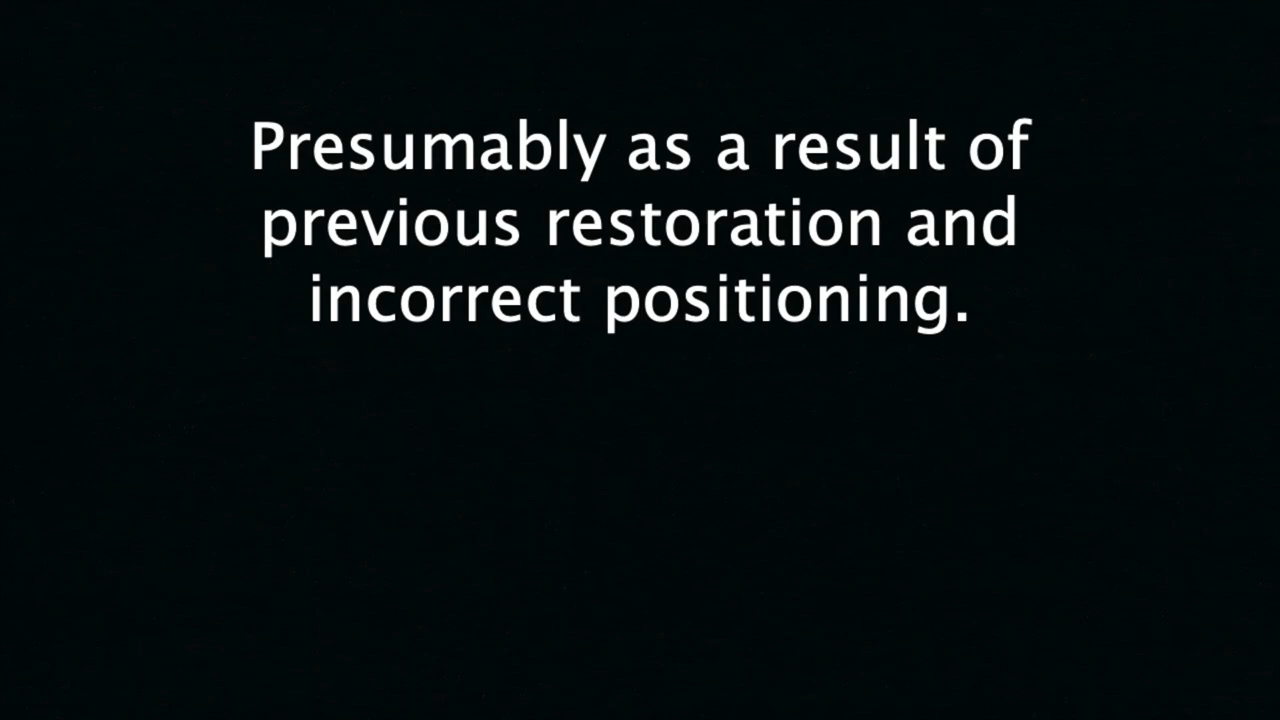 Presumably as a result of
previous restoration and
incorrect positioning.